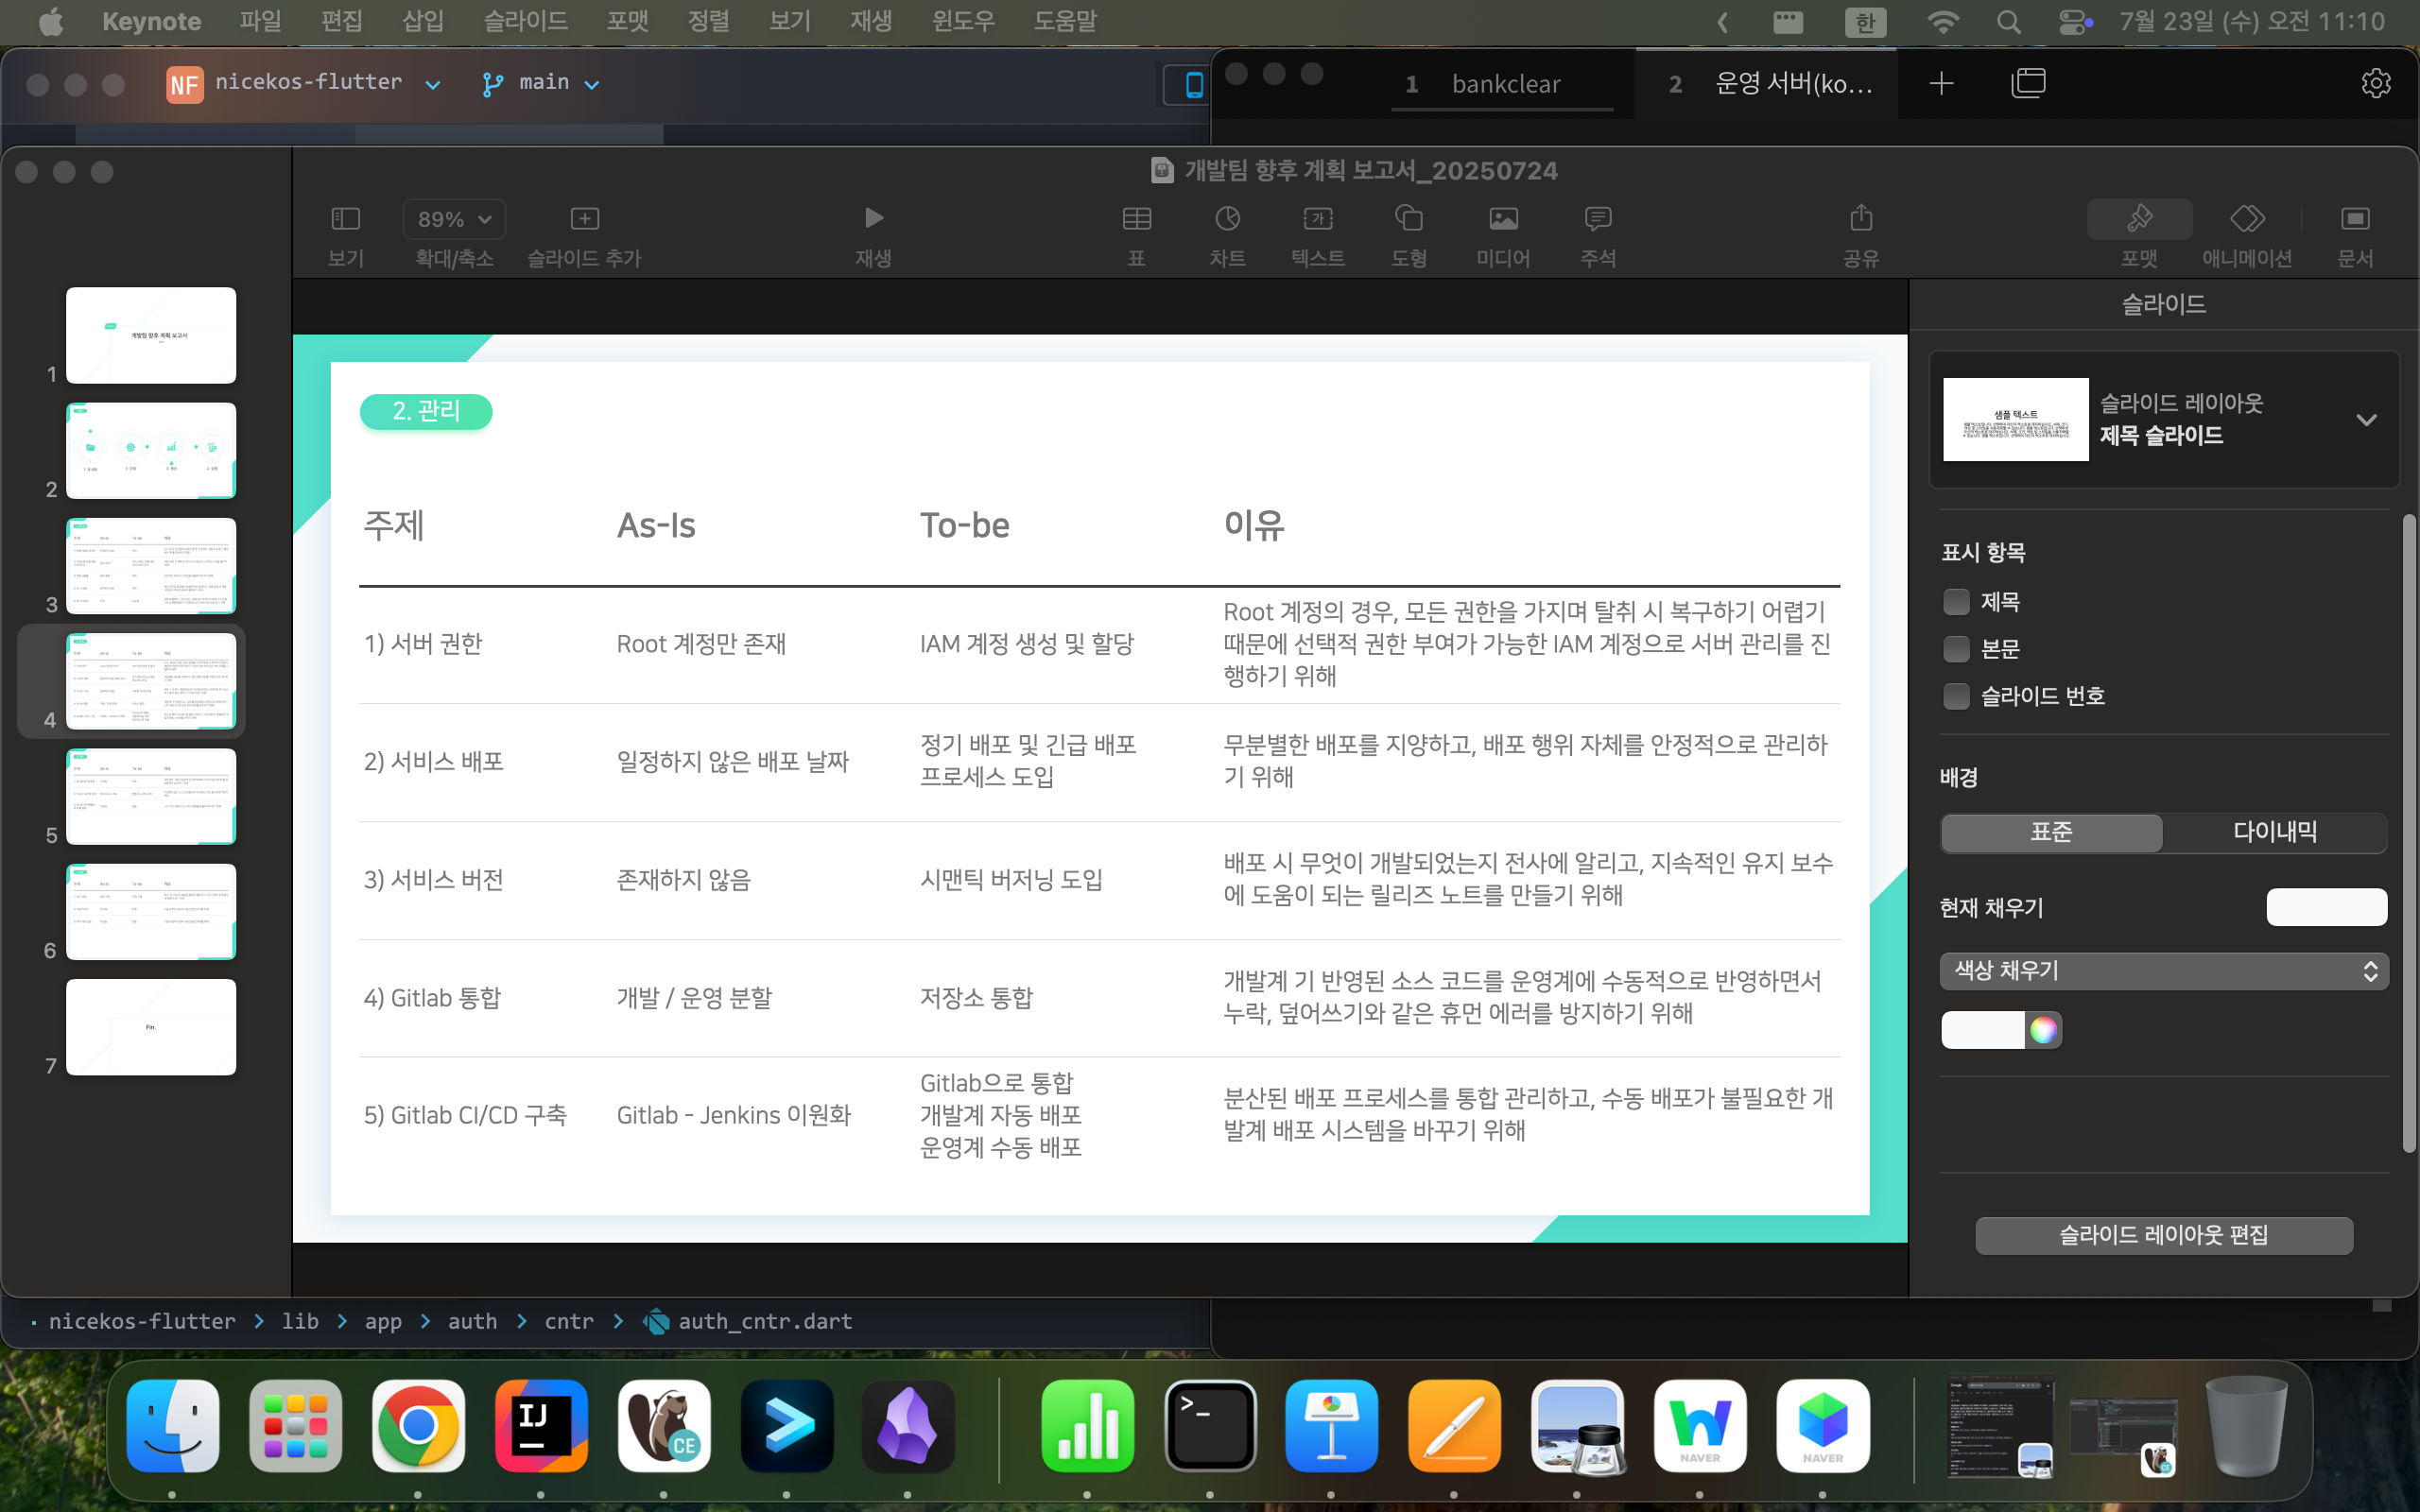 Keynote 파일 편집 삽입 슬라이드 포맷 정렬 보기 재생 윈도우 도움말 한 7월 23일 (수) 오전 11:10
NF nicekos-flutter main
1 bankclear 2 운영 서버(ko...
개발팀 향후 계획 보고서_20250724
89%
보기 확대/축소 슬라이드 추가 재생 표 차트 텍스트 도형 미디어 주석 공유 포맷 애니메이션 문서
슬라이드
1
개발팀 향후 계획 보고서
2
3
4
5
6
7
Fin.
2. 관리
주제 As-Is To-be 이유
1) 서버 권한
Root 계정만 존재
IAM 계정 생성 및 할당
Root 계정의 경우, 모든 권한을 가지며 탈취 시 복구하기 어렵기
때문에 선택적 권한 부여가 가능한 IAM 계정으로 서버 관리를 진
행하기 위해
2) 서비스 배포
일정하지 않은 배포 날짜
정기 배포 및 긴급 배포
프로세스 도입
무분별한 배포를 지양하고, 배포 행위 자체를 안정적으로 관리하
기 위해
3) 서비스 버전
존재하지 않음
시맨틱 버저닝 도입
배포 시 무엇이 개발되었는지 전사에 알리고, 지속적인 유지 보수
에 도움이 되는 릴리즈 노트를 만들기 위해
4) Gitlab 통합
개발 / 운영 분할
저장소 통합
개발계 기 반영된 소스 코드를 운영계에 수동적으로 반영하면서
누락, 덮어쓰기와 같은 휴먼 에러를 방지하기 위해
5) Gitlab CI/CD 구축
Gitlab - Jenkins 이원화
Gitlab으로 통합
개발계 자동 배포
운영계 수동 배포
분산된 배포 프로세스를 통합 관리하고, 수동 배포가 불필요한 개
발계 배포 시스템을 바꾸기 위해
샘플 텍스트
슬라이드 레이아웃
제목 슬라이드
표시 항목
제목
본문
슬라이드 번호
배경
표준 다이내믹
현재 채우기
색상 채우기
슬라이드 레이아웃 편집
nicekos-flutter lib app auth cntr auth_cntr.dart
IJ
CE
>_
NAVER
NAVER